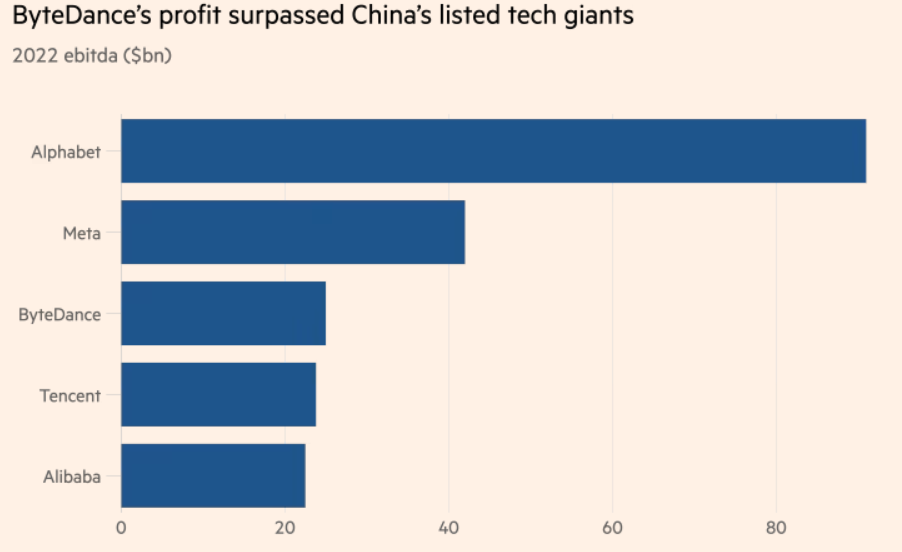 ByteDance’s profit surpassed China’s listed tech giants
2022 ebitda ($bn)
Alphabet
Meta
ByteDance
Tencent
Alibaba
0 20 40 60 80